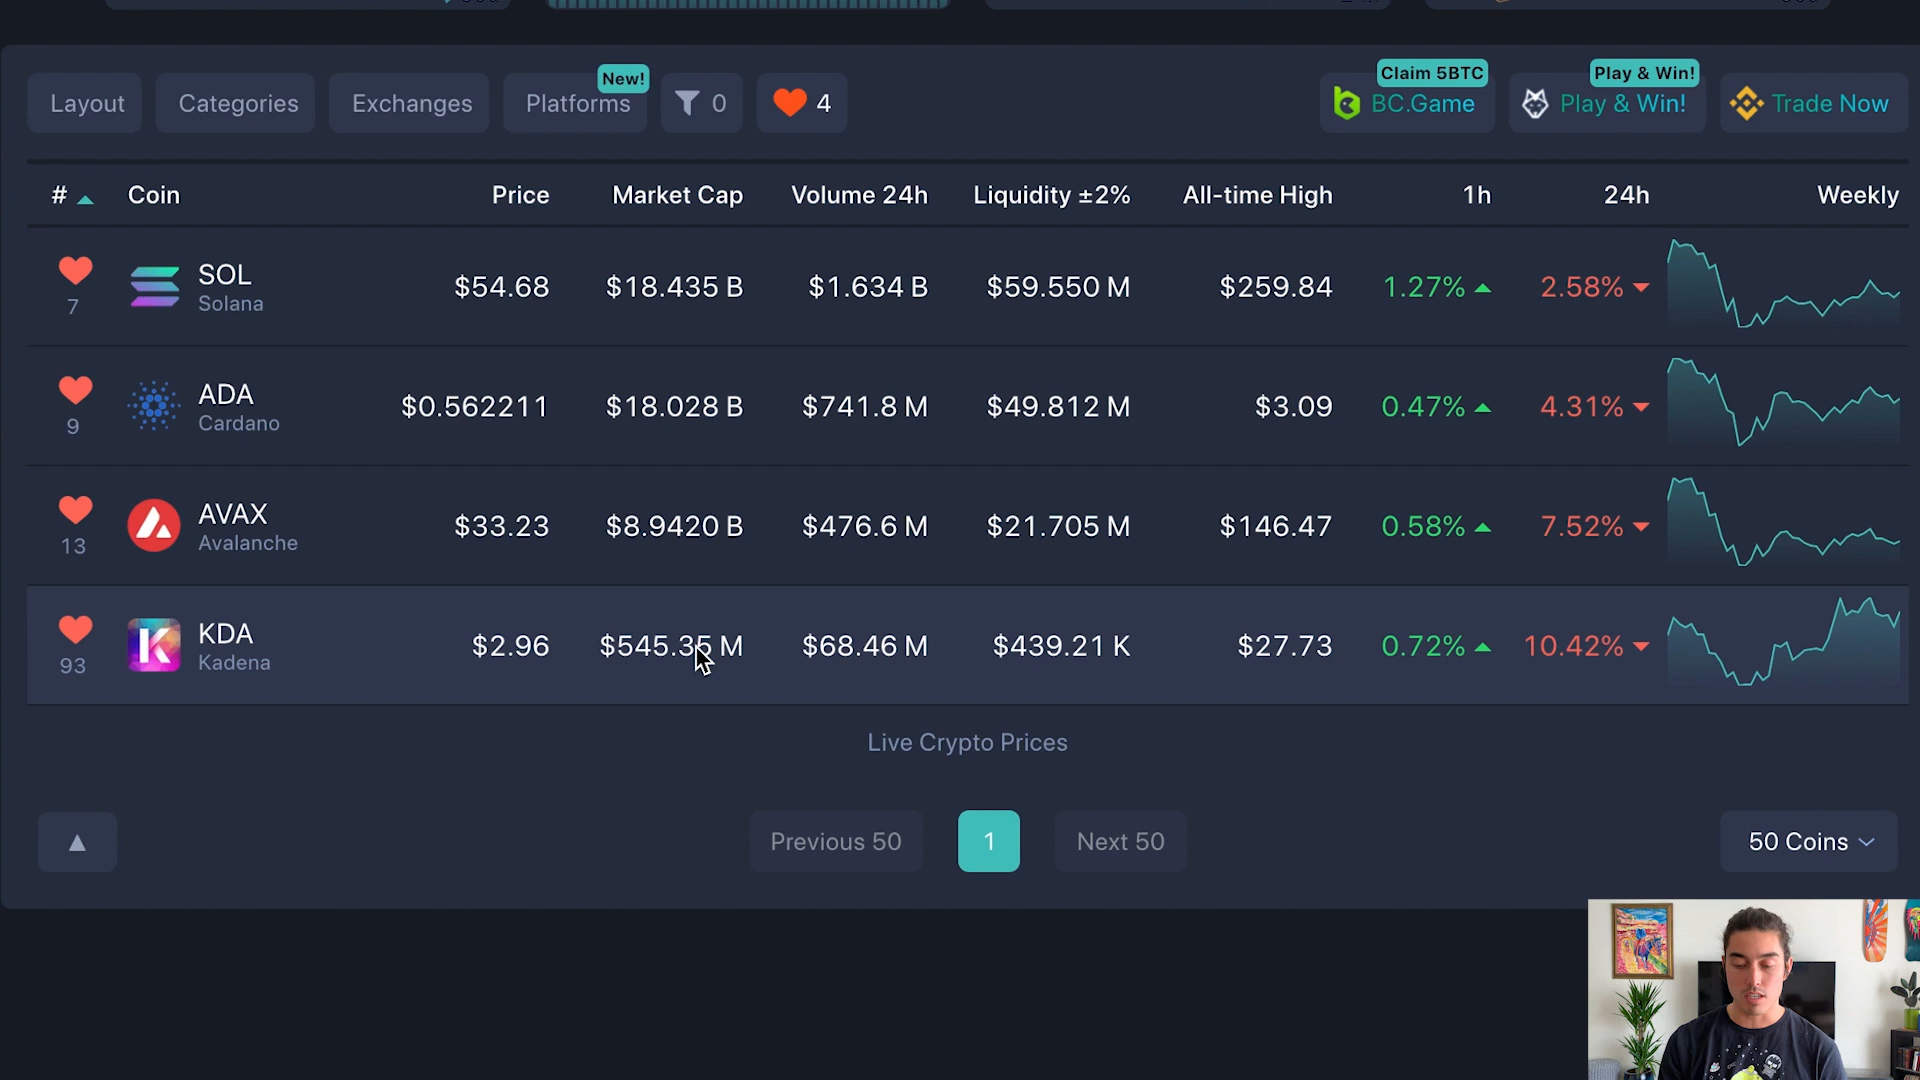 New!
Claim 5BTC
Play & Win!
Layout Categories Exchanges Platforms 0 4 BC.Game Play & Win! Trade Now
# Coin Price Market Cap Volume 24h Liquidity ±2% All-time High 1h 24h Weekly
SOL
Solana
7
$54.68 $18.435 B $1.634 B $59.550 M $259.84 1.27% 2.58%
ADA
Cardano
9
$0.562211 $18.028 B $741.8 M $49.812 M $3.09 0.47% 4.31%
AVAX
Avalanche
13
$33.23 $8.9420 B $476.6 M $21.705 M $146.47 0.58% 7.52%
K
KDA
Kadena
93
$2.96 $545.35 M $68.46 M $439.21 K $27.73 0.72% 10.42%
Live Crypto Prices
Previous 50 1 Next 50 50 Coins